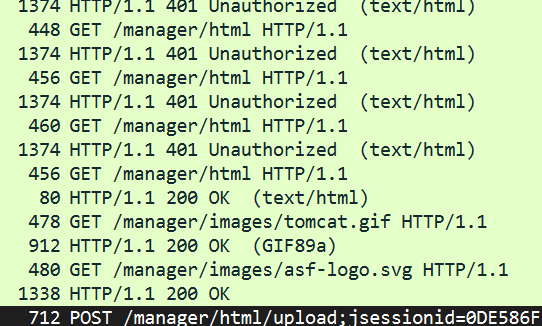 1374 HTTP/1.1 401 Unauthorized  (text/html)
448 GET /manager/html HTTP/1.1
1374 HTTP/1.1 401 Unauthorized  (text/html)
456 GET /manager/html HTTP/1.1
1374 HTTP/1.1 401 Unauthorized  (text/html)
460 GET /manager/html HTTP/1.1
1374 HTTP/1.1 401 Unauthorized  (text/html)
456 GET /manager/html HTTP/1.1
80 HTTP/1.1 200 OK  (text/html)
478 GET /manager/images/tomcat.gif HTTP/1.1
912 HTTP/1.1 200 OK  (GIF89a)
480 GET /manager/images/asf-logo.svg HTTP/1.1
1338 HTTP/1.1 200 OK
712 POST /manager/html/upload;jsessionid=0DE586F